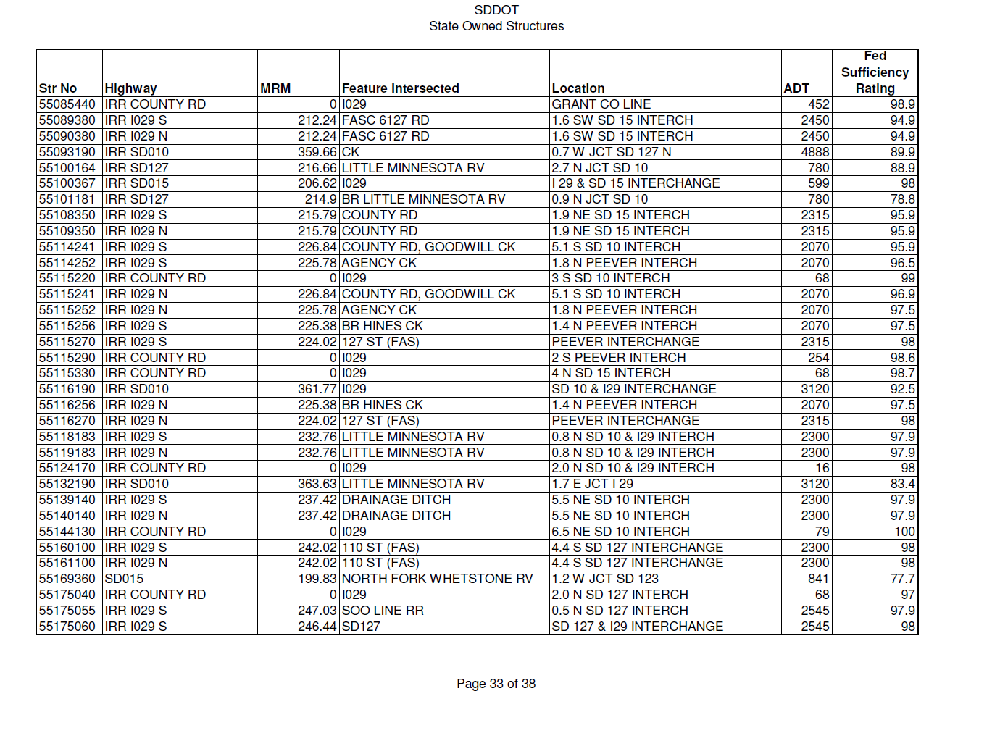 SDDOT
State Owned Structures
Str No Highway MRM Feature Intersected Location ADT Fed Sufficiency Rating
55085440 IRR COUNTY RD 0 I029 GRANT CO LINE 452 98.9
55089380 IRR I029 S 212.24 FASC 6127 RD 1.6 SW SD 15 INTERCH 2450 94.9
55090380 IRR I029 N 212.24 FASC 6127 RD 1.6 SW SD 15 INTERCH 2450 94.9
55093190 IRR SD010 359.66 CK 0.7 W JCT SD 127 N 4888 89.9
55100164 IRR SD127 216.66 LITTLE MINNESOTA RV 2.7 N JCT SD 10 780 88.9
55100367 IRR SD015 206.62 I029 I 29 & SD 15 INTERCHANGE 599 98
55101181 IRR SD127 214.9 BR LITTLE MINNESOTA RV 0.9 N JCT SD 10 780 78.8
55108350 IRR I029 S 215.79 COUNTY RD 1.9 NE SD 15 INTERCH 2315 95.9
55109350 IRR I029 N 215.79 COUNTY RD 1.9 NE SD 15 INTERCH 2315 95.9
55114241 IRR I029 S 226.84 COUNTY RD, GOODWILL CK 5.1 S SD 10 INTERCH 2070 95.9
55114252 IRR I029 S 225.78 AGENCY CK 1.8 N PEEVER INTERCH 2070 96.5
55115220 IRR COUNTY RD 0 I029 3 S SD 10 INTERCH 68 99
55115241 IRR I029 N 226.84 COUNTY RD, GOODWILL CK 5.1 S SD 10 INTERCH 2070 96.9
55115252 IRR I029 N 225.78 AGENCY CK 1.8 N PEEVER INTERCH 2070 97.5
55115256 IRR I029 S 225.38 BR HINES CK 1.4 N PEEVER INTERCH 2070 97.5
55115270 IRR I029 S 224.02 127 ST (FAS) PEEVER INTERCHANGE 2315 98
55115290 IRR COUNTY RD 0 I029 2 S PEEVER INTERCH 254 98.6
55115330 IRR COUNTY RD 0 I029 4 N SD 15 INTERCH 68 98.7
55116190 IRR SD010 361.77 I029 SD 10 & I29 INTERCHANGE 3120 92.5
55116256 IRR I029 N 225.38 BR HINES CK 1.4 N PEEVER INTERCH 2070 97.5
55116270 IRR I029 N 224.02 127 ST (FAS) PEEVER INTERCHANGE 2315 98
55118183 IRR I029 S 232.76 LITTLE MINNESOTA RV 0.8 N SD 10 & I29 INTERCH 2300 97.9
55119183 IRR I029 N 232.76 LITTLE MINNESOTA RV 0.8 N SD 10 & I29 INTERCH 2300 97.9
55124170 IRR COUNTY RD 0 I029 2.0 N SD 10 & I29 INTERCH 16 98
55132190 IRR SD010 363.63 LITTLE MINNESOTA RV 1.7 E JCT I 29 3120 83.4
55139140 IRR I029 S 237.42 DRAINAGE DITCH 5.5 NE SD 10 INTERCH 2300 97.9
55140140 IRR I029 N 237.42 DRAINAGE DITCH 5.5 NE SD 10 INTERCH 2300 97.9
55144130 IRR COUNTY RD 0 I029 6.5 NE SD 10 INTERCH 79 100
55160100 IRR I029 S 242.02 110 ST (FAS) 4.4 S SD 127 INTERCHANGE 2300 98
55161100 IRR I029 N 242.02 110 ST (FAS) 4.4 S SD 127 INTERCHANGE 2300 98
55169360 SD015 199.83 NORTH FORK WHETSTONE RV 1.2 W JCT SD 123 841 77.7
55175040 IRR COUNTY RD 0 I029 2.0 N SD 127 INTERCH 68 97
55175055 IRR I029 S 247.03 SOO LINE RR 0.5 N SD 127 INTERCH 2545 97.9
55175060 IRR I029 S 246.44 SD127 SD 127 & I29 INTERCHANGE 2545 98
Page 33 of 38